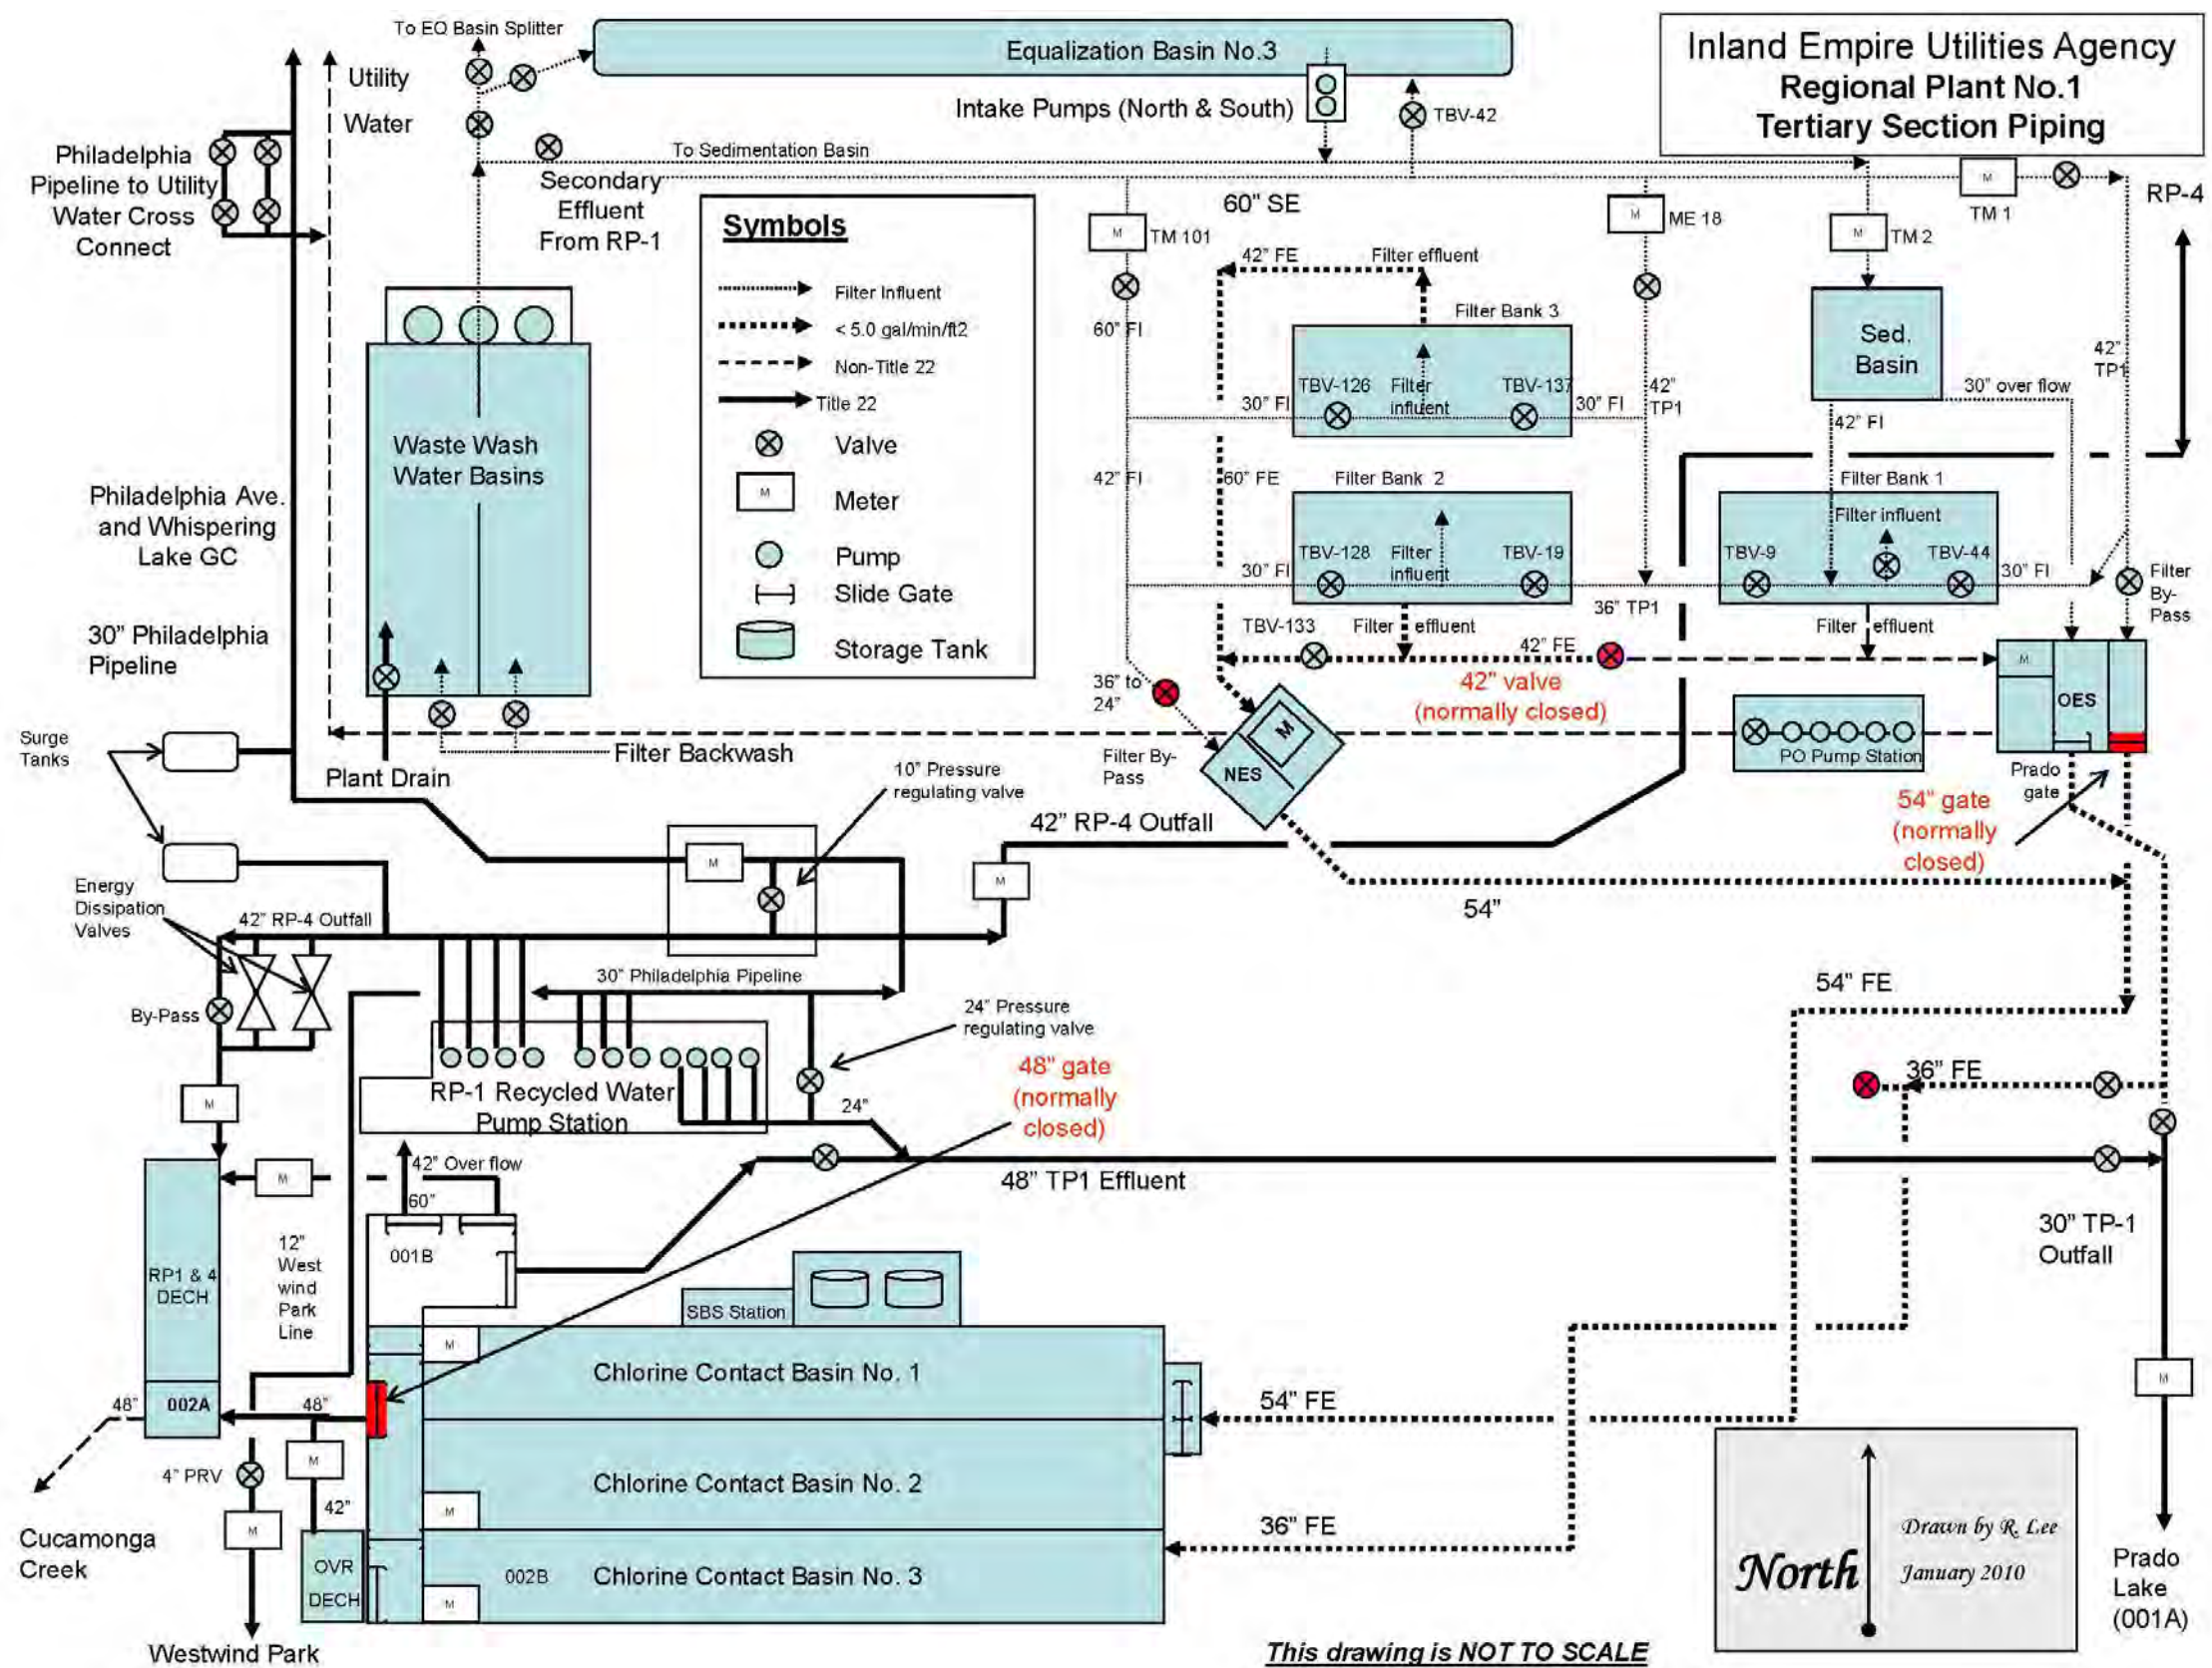 To EQ Basin Splitter
Equalization Basin No.3
Inland Empire Utilities Agency
Regional Plant No.1
Tertiary Section Piping
Utility
Water
Intake Pumps (North & South)
TBV-42
Philadelphia
Pipeline to Utility
Water Cross
Connect
To Sedimentation Basin
Secondary
Effluent
From RP-1
60" SE
M
TM 1
RP-4
M
TM 101
M
ME 18
M
TM 2
Symbols
Filter Influent
< 5.0 gal/min/ft2
Non-Title 22
Title 22
Valve
M
Meter
Pump
Slide Gate
Storage Tank
42" FE
Filter effluent
Filter Bank 3
60" FI
TBV-126
Filter
influent
TBV-137
30" FI
30" FI
42"
TP1
Sed.
Basin
42"
TP1
30" over flow
42" FI
Waste Wash
Water Basins
Philadelphia Ave.
and Whispering
Lake GC
42" FI
60" FE
Filter Bank 2
TBV-128
Filter
influent
TBV-19
30" FI
36" TP1
Filter Bank 1
Filter influent
TBV-9
TBV-44
30" FI
Filter
By-
Pass
30" Philadelphia
Pipeline
TBV-133
Filter effluent
42" FE
Filter effluent
42" valve
(normally closed)
36" to
24"
M
OES
Surge
Tanks
Plant Drain
Filter Backwash
Filter By-
Pass
M
NES
PO Pump Station
Prado
gate
54" gate
(normally
closed)
10" Pressure
regulating valve
42" RP-4 Outfall
M
M
54"
Energy
Dissipation
Valves
42" RP-4 Outfall
30" Philadelphia Pipeline
By-Pass
24" Pressure
regulating valve
54" FE
48" gate
(normally
closed)
36" FE
M
RP-1 Recycled Water
Pump Station
24"
42" Over flow
M
60"
48" TP1 Effluent
30" TP-1
Outfall
12"
West
wind
Park
Line
001B
RP1 & 4
DECH
SBS Station
M
Chlorine Contact Basin No. 1
M
48"
002A
48"
54" FE
4" PRV
M
Chlorine Contact Basin No. 2
M
42"
M
36" FE
Cucamonga
Creek
OVR
DECH
002B
Chlorine Contact Basin No. 3
M
North
Drawn by R. Lee
January 2010
Prado
Lake
(001A)
Westwind Park
This drawing is NOT TO SCALE